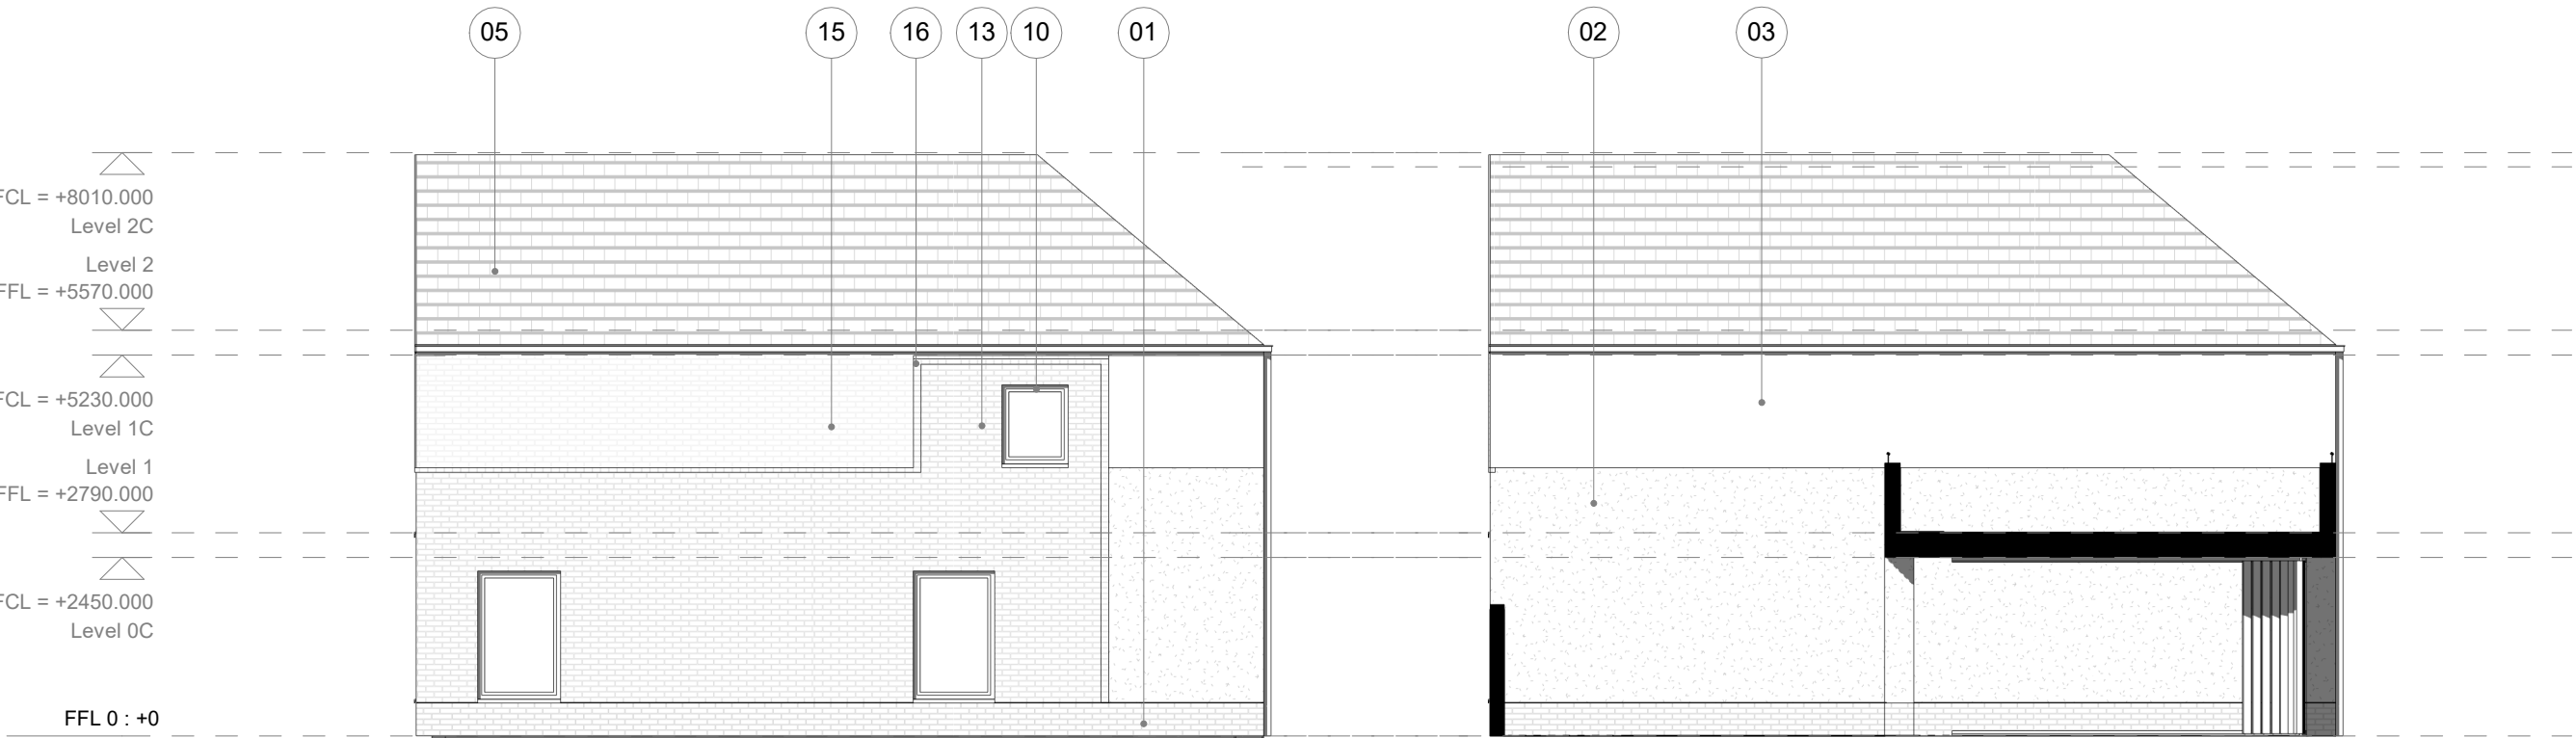 05 15 16 13 10 01 02 03
FCL = +8010.000
Level 2C
Level 2
FFL = +5570.000
FCL = +5230.000
Level 1C
Level 1
FFL = +2790.000
FCL = +2450.000
Level 0C
FFL 0 : +0